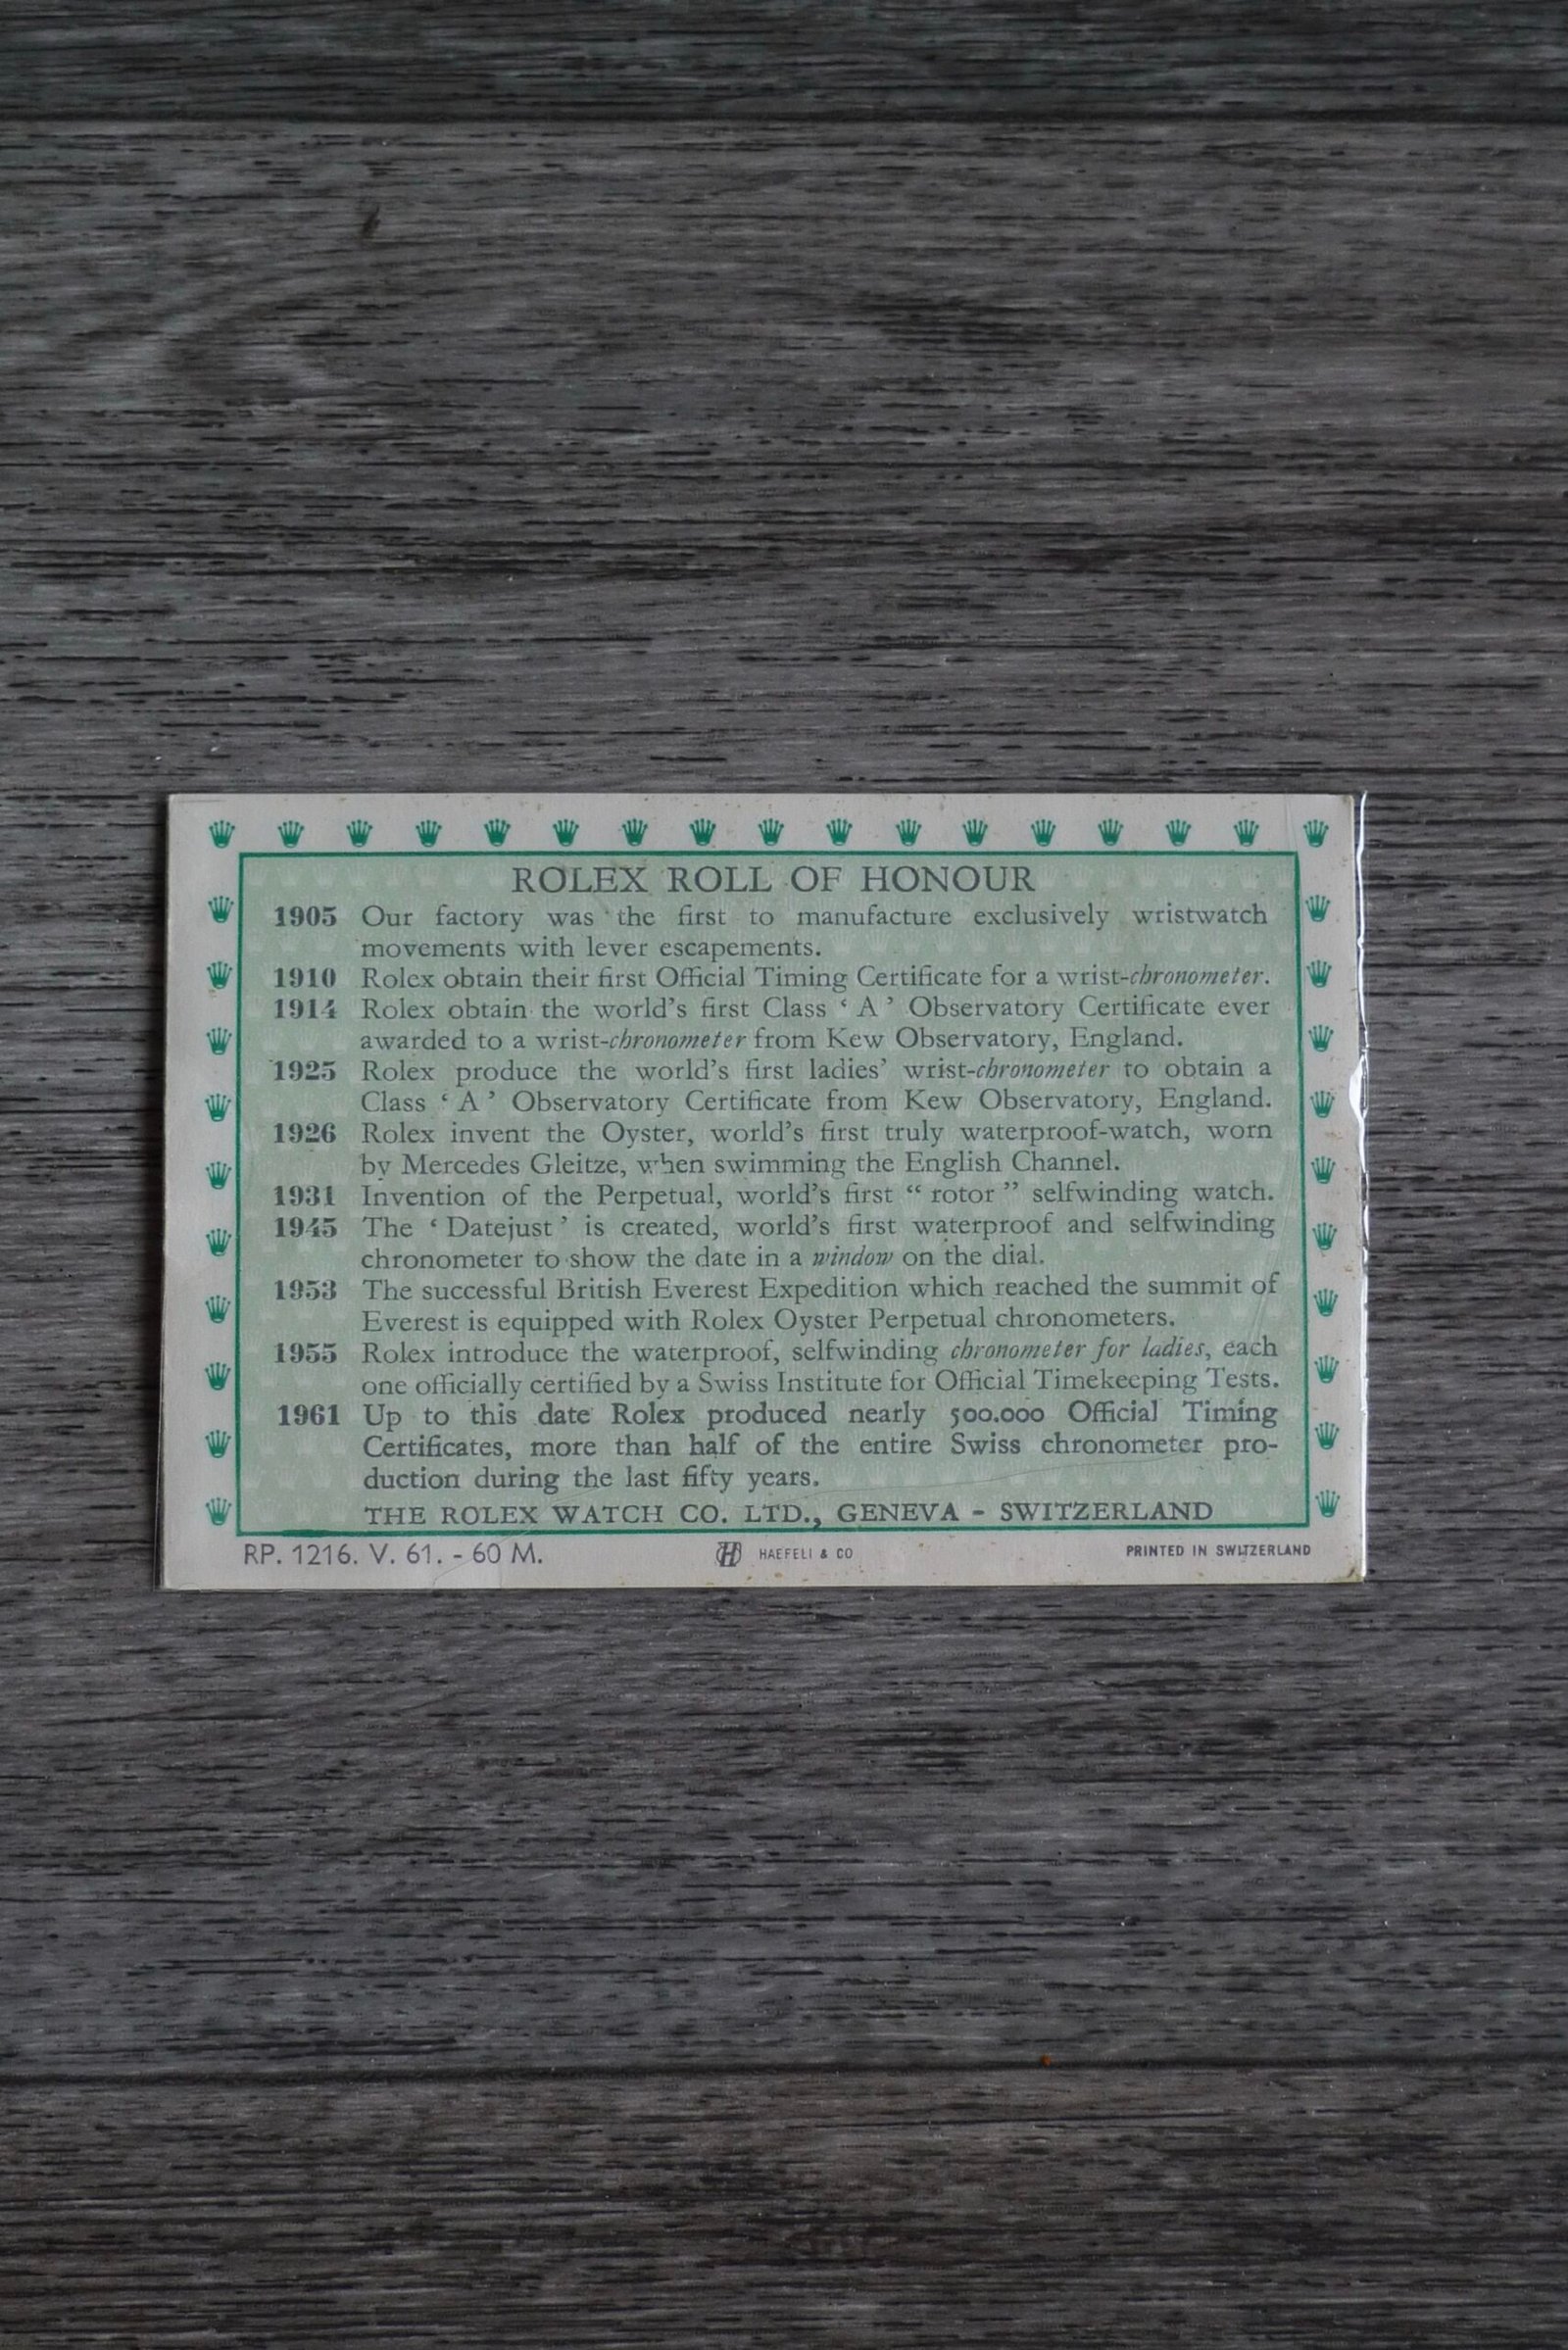 ROLEX ROLL OF HONOUR
1905 Our factory was the first to manufacture exclusively wristwatch
movements with lever escapements.
1910 Rolex obtain their first Official Timing Certificate for a wrist-chronometer.
1914 Rolex obtain the world's first Class ‘ A ’ Observatory Certificate ever
awarded to a wrist-chronometer from Kew Observatory, England.
1925 Rolex produce the world's first ladies' wrist-chronometer to obtain a
Class ‘ A ’ Observatory Certificate from Kew Observatory, England.
1926 Rolex invent the Oyster, world's first truly waterproof-watch, worn
by Mercedes Gleitze, when swimming the English Channel.
1931 Invention of the Perpetual, world's first “ rotor ” selfwinding watch.
1945 The ‘ Datejust ’ is created, world's first waterproof and selfwinding
chronometer to show the date in a window on the dial.
1953 The successful British Everest Expedition which reached the summit of
Everest is equipped with Rolex Oyster Perpetual chronometers.
1955 Rolex introduce the waterproof, selfwinding chronometer for ladies, each
one officially certified by a Swiss Institute for Official Timekeeping Tests.
1961 Up to this date Rolex produced nearly 500.000 Official Timing
Certificates, more than half of the entire Swiss chronometer pro-
duction during the last fifty years.
THE ROLEX WATCH CO. LTD., GENEVA - SWITZERLAND
RP. 1216. V. 61. - 60 M. H HAEFELI & CO PRINTED IN SWITZERLAND